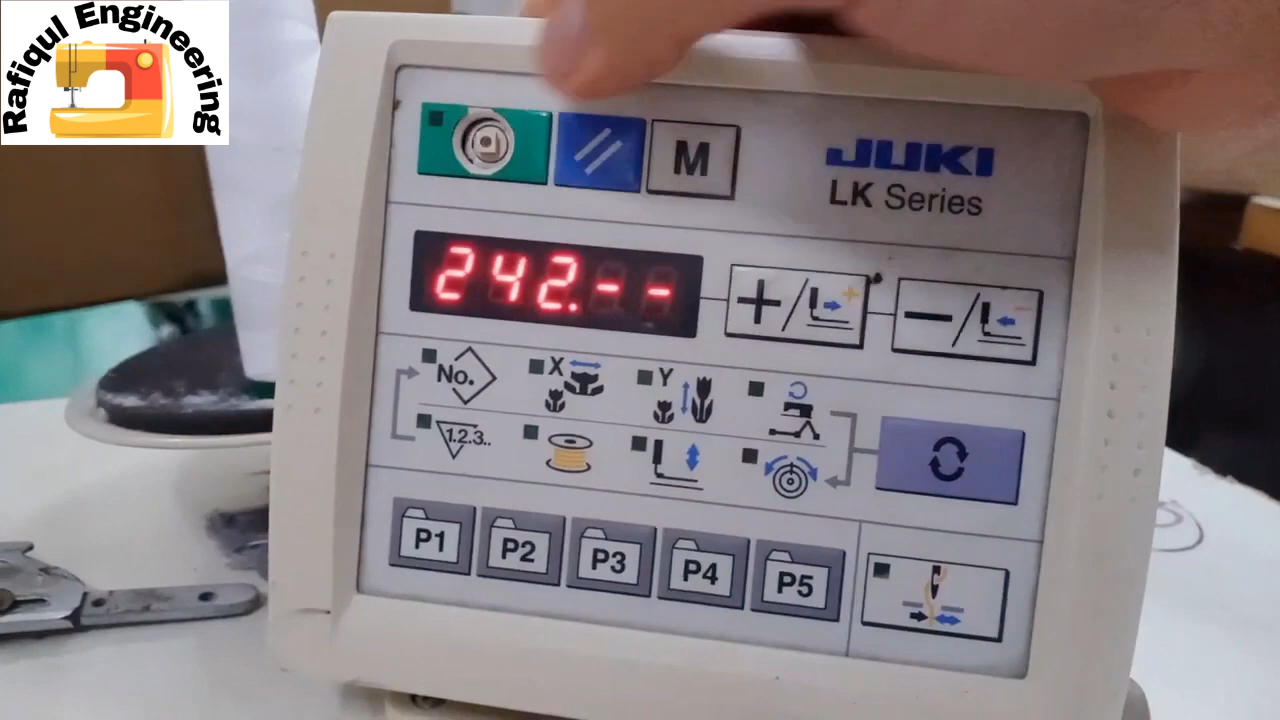 Rafiqul Engineering
M
JUKI
LK Series
242.--
+/
−/
No.
X
Y
1.2.3..
P1
P2
P3
P4
P5